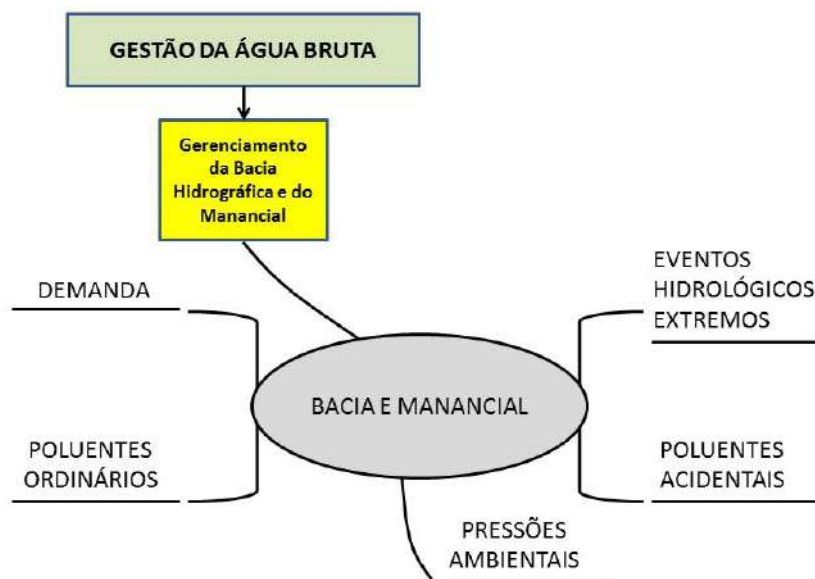 GESTÃO DA ÁGUA BRUTA
Gerenciamento
da Bacia
Hidrográfica e do
Manancial
DEMANDA
EVENTOS
HIDROLÓGICOS
EXTREMOS
BACIA E MANANCIAL
POLUENTES
ORDINÁRIOS
POLUENTES
ACIDENTAIS
PRESSÕES
AMBIENTAIS